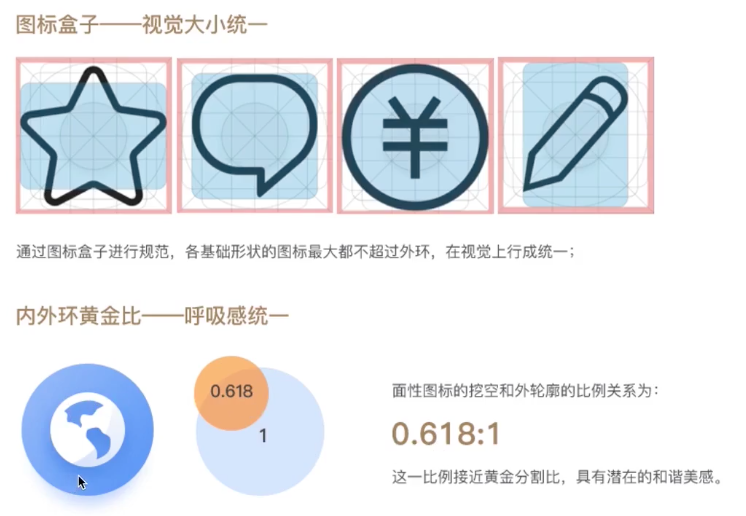 图标盒子——视觉大小统一
通过图标盒子进行规范，各基础形状的图标最大都不超过外环，在视觉上行成统一；
内外环黄金比——呼吸感统一
0.618
1
面性图标的挖空和外轮廓的比例关系为：
0.618:1
这一比例接近黄金分割比，具有潜在的和谐美感。